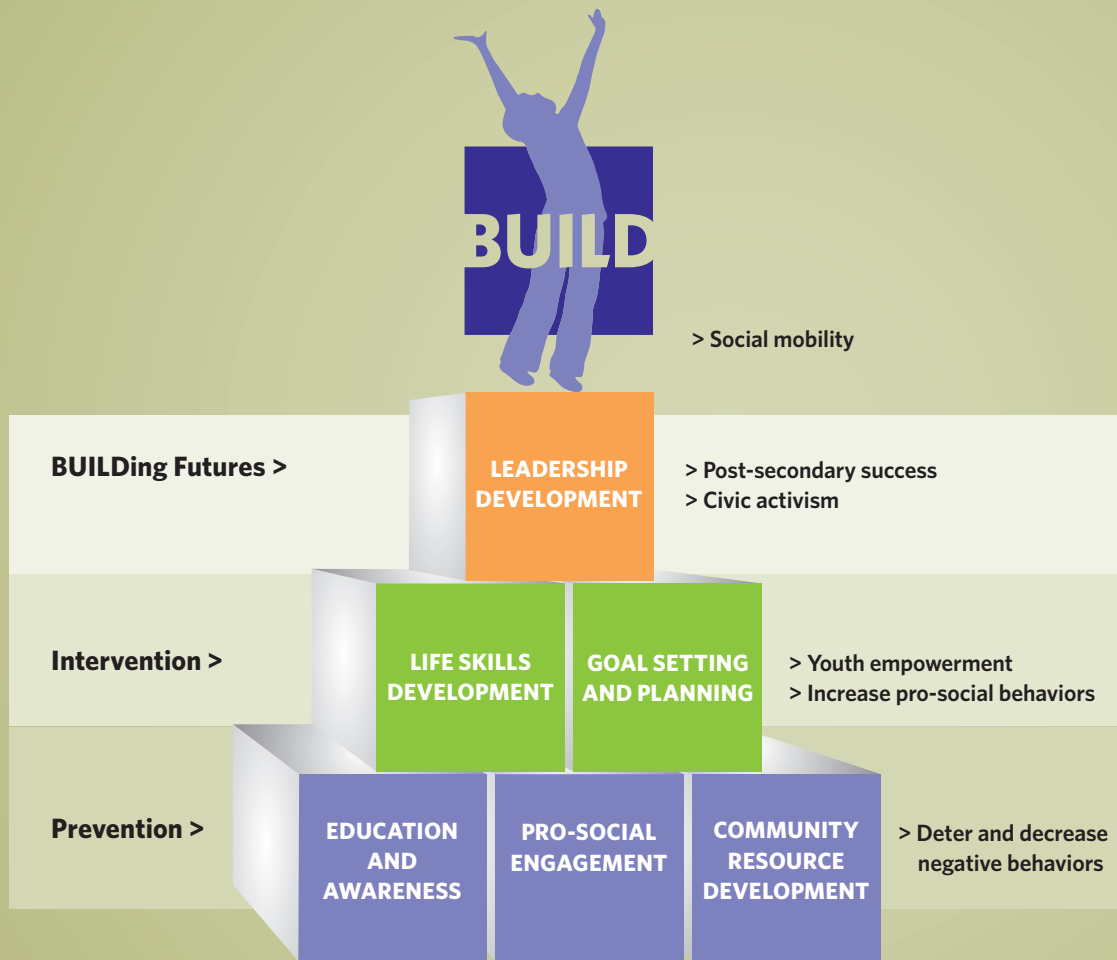 BUILD
> Social mobility
BUILDing Futures >
LEADERSHIP
DEVELOPMENT
> Post-secondary success
> Civic activism
Intervention >
LIFE SKILLS
DEVELOPMENT
GOAL SETTING
AND PLANNING
> Youth empowerment
> Increase pro-social behaviors
Prevention >
EDUCATION
AND
AWARENESS
PRO-SOCIAL
ENGAGEMENT
COMMUNITY
RESOURCE
DEVELOPMENT
> Deter and decrease
negative behaviors